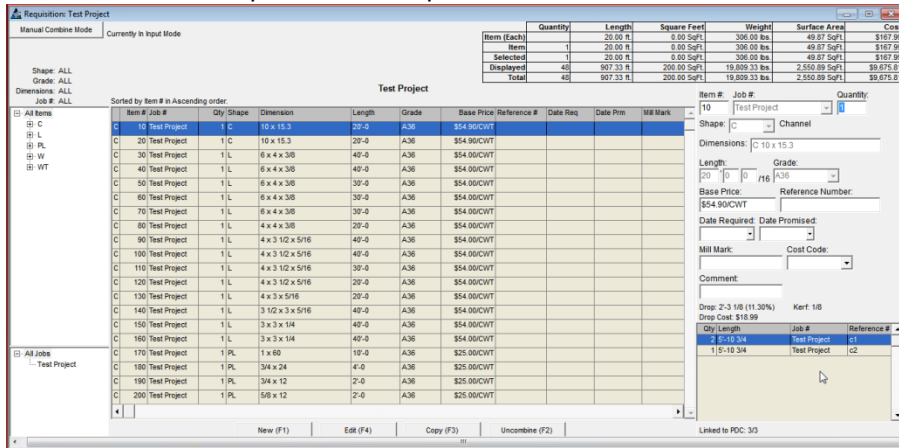 Requisition: Test Project
Manual Combine Mode
Currently in Input Mode
Quantity Length Square Feet Weight Surface Area Cos
Item (Each) 20.00 ft. 0.00 SqFt. 306.00 lbs. 49.87 SqFt. $167.9
Item 1 20.00 ft. 0.00 SqFt. 306.00 lbs. 49.87 SqFt. $167.9
Selected 1 20.00 ft. 0.00 SqFt. 306.00 lbs. 49.87 SqFt. $167.9
Displayed 48 907.33 ft. 200.00 SqFt. 19,809.33 lbs. 2,550.89 SqFt. $9,675.8
Total 48 907.33 ft. 200.00 SqFt. 19,809.33 lbs. 2,550.89 SqFt. $9,675.8
Shape: ALL
Grade: ALL
Dimensions: ALL
Job #: ALL
Test Project
Sorted by Item # in Ascending order.
All Items
C
L
PL
W
WT
All Jobs
Test Project
Item # Job # Qty Shape Dimension Length Grade Base Price Reference # Date Req Date Prm Mill Mark
C 10 Test Project 1 C 10 x 15.3 20'-0 A36 $54.90/CWT
C 20 Test Project 1 C 10 x 15.3 20'-0 A36 $54.90/CWT
C 30 Test Project 1 L 6 x 4 x 3/8 40'-0 A36 $54.00/CWT
C 40 Test Project 1 L 6 x 4 x 3/8 40'-0 A36 $54.00/CWT
C 50 Test Project 1 L 6 x 4 x 3/8 30'-0 A36 $54.00/CWT
C 60 Test Project 1 L 6 x 4 x 3/8 30'-0 A36 $54.00/CWT
C 70 Test Project 1 L 6 x 4 x 3/8 30'-0 A36 $54.00/CWT
C 80 Test Project 1 L 4 x 4 x 3/8 20'-0 A36 $54.00/CWT
C 90 Test Project 1 L 4 x 3 1/2 x 5/16 40'-0 A36 $54.00/CWT
C 100 Test Project 1 L 4 x 3 1/2 x 5/16 40'-0 A36 $54.00/CWT
C 110 Test Project 1 L 4 x 3 1/2 x 5/16 30'-0 A36 $54.00/CWT
C 120 Test Project 1 L 4 x 3 1/2 x 5/16 20'-0 A36 $54.00/CWT
C 130 Test Project 1 L 4 x 3 x 5/16 20'-0 A36 $54.00/CWT
C 140 Test Project 1 L 3 1/2 x 3 x 5/16 40'-0 A36 $54.00/CWT
C 150 Test Project 1 L 3 x 3 x 1/4 40'-0 A36 $54.00/CWT
C 160 Test Project 1 L 3 x 3 x 1/4 40'-0 A36 $54.00/CWT
C 170 Test Project 1 PL 1 x 60 10'-0 A36 $25.00/CWT
C 180 Test Project 1 PL 3/4 x 24 4'-0 A36 $25.00/CWT
C 190 Test Project 1 PL 3/4 x 12 2'-0 A36 $25.00/CWT
C 200 Test Project 1 PL 5/8 x 12 2'-0 A36 $25.00/CWT
New (F1) Edit (F4) Copy (F3) Uncombine (F2)
Item #: Job #: Quantity:
10 Test Project 1
Shape: C Channel
Dimensions: C 10 x 15.3
Length: Grade:
20 ' 0 0 /16 A36
Base Price: Reference Number:
$54.90/CWT
Date Required: Date Promised:
Mill Mark: Cost Code:
Comment:
Drop: 2'-3 1/8 (11.30%) Kerf: 1/8
Drop Cost: $18.99
Qty Length Job # Reference #
2 5'-10 3/4 Test Project c1
1 5'-10 3/4 Test Project c2
Linked to PDC: 3/3